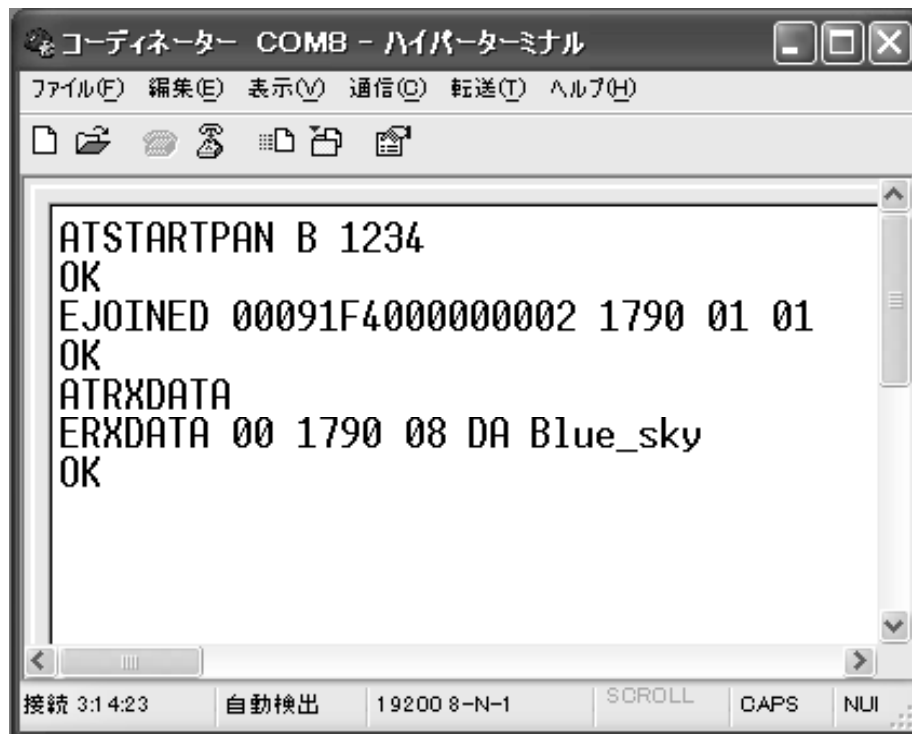 コーディネーター COM8 - ハイパーターミナル
ファイル(F) 編集(E) 表示(V) 通信(C) 転送(T) ヘルプ(H)
ATSTARTPAN B 1234
OK
EJOINED 00091F4000000002 1790 01 01
OK
ATRXDATA
ERXDATA 00 1790 08 DA Blue_sky
OK
接続 3:14:23 自動検出 19200 8-N-1 SCROLL CAPS NUI